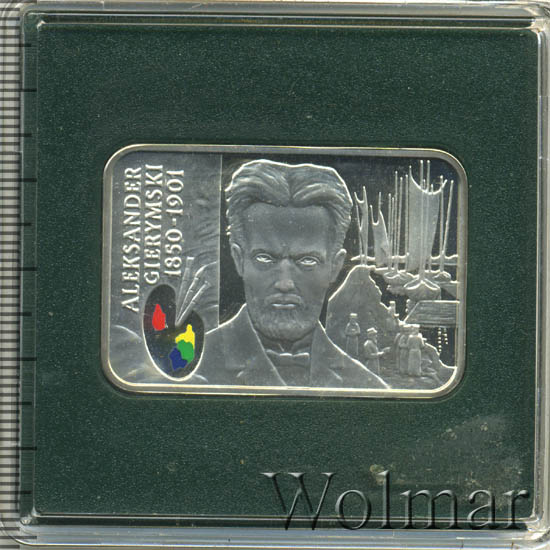 ALEKSANDER
GIERYMSKI
1850-1901
Wolmar